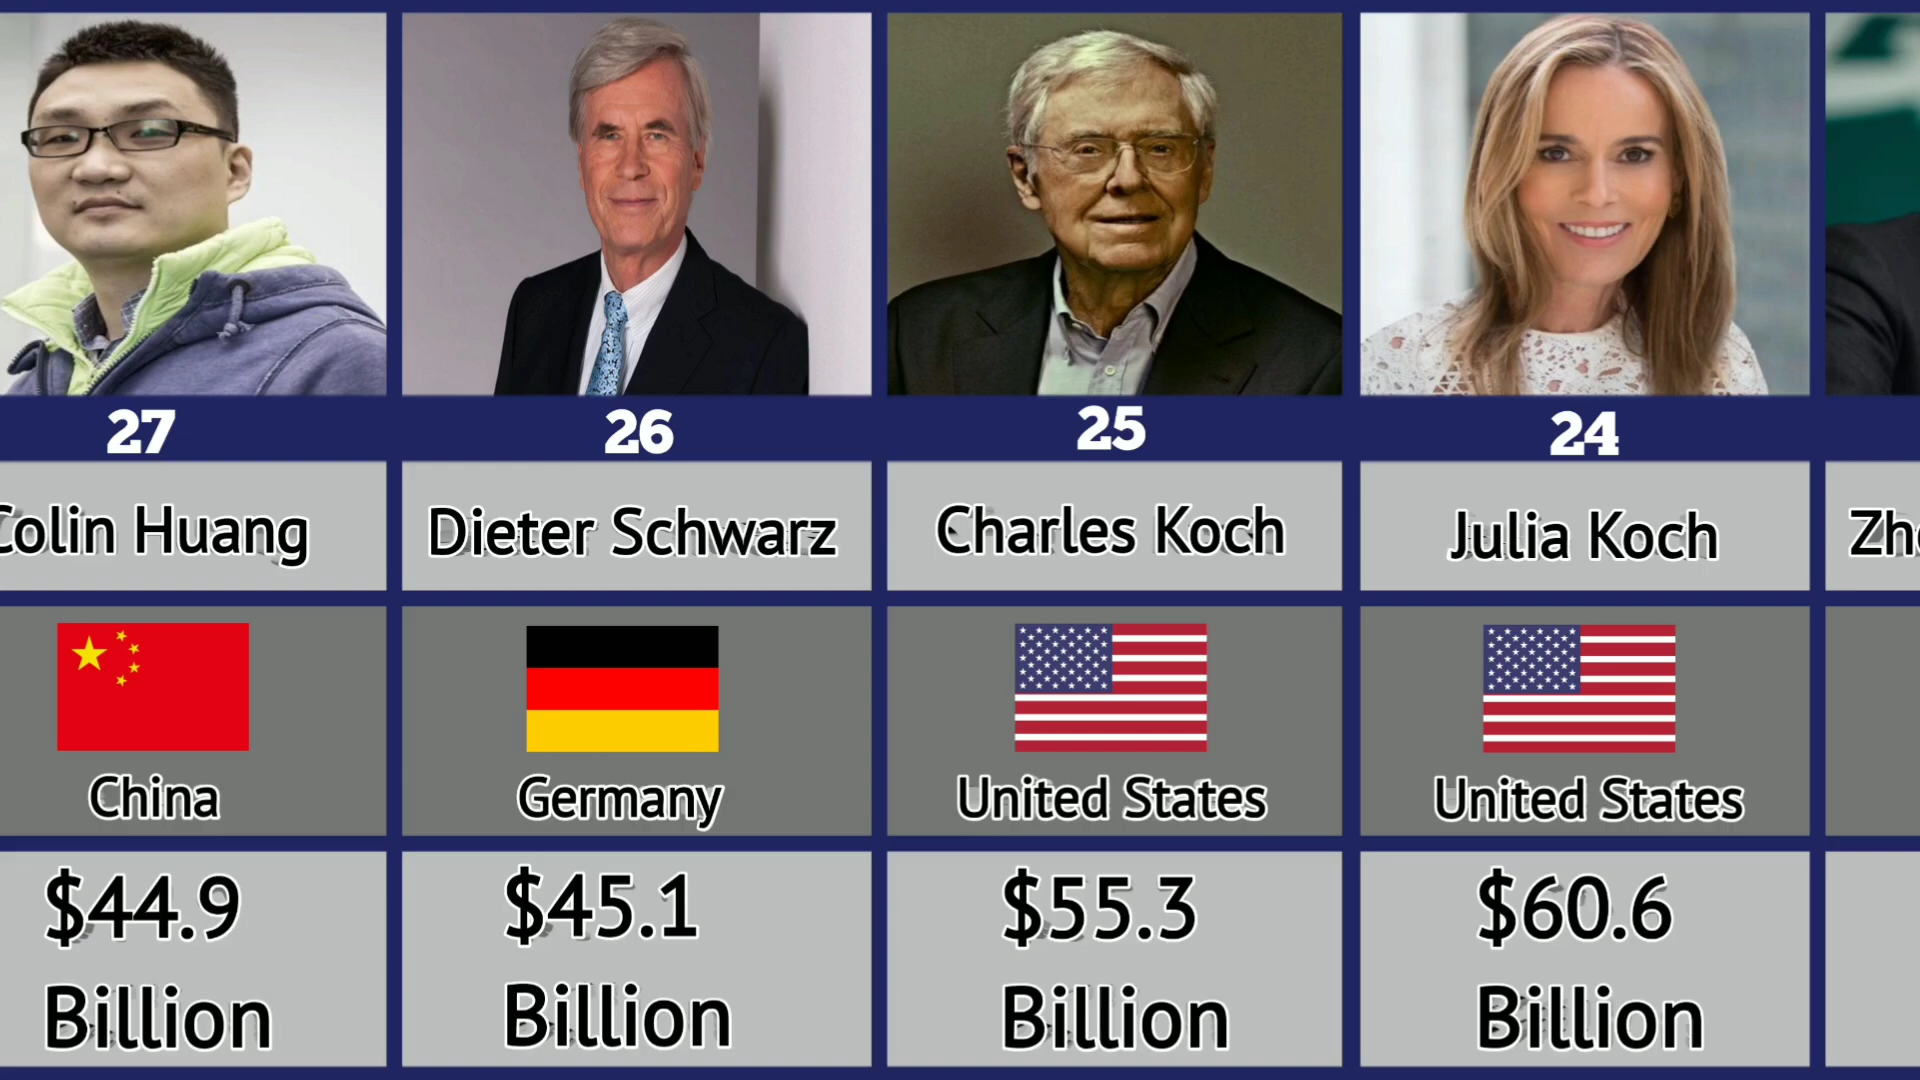 27
Colin Huang
China
$44.9
Billion
26
Dieter Schwarz
Germany
$45.1
Billion
25
Charles Koch
United States
$55.3
Billion
24
Julia Koch
United States
$60.6
Billion